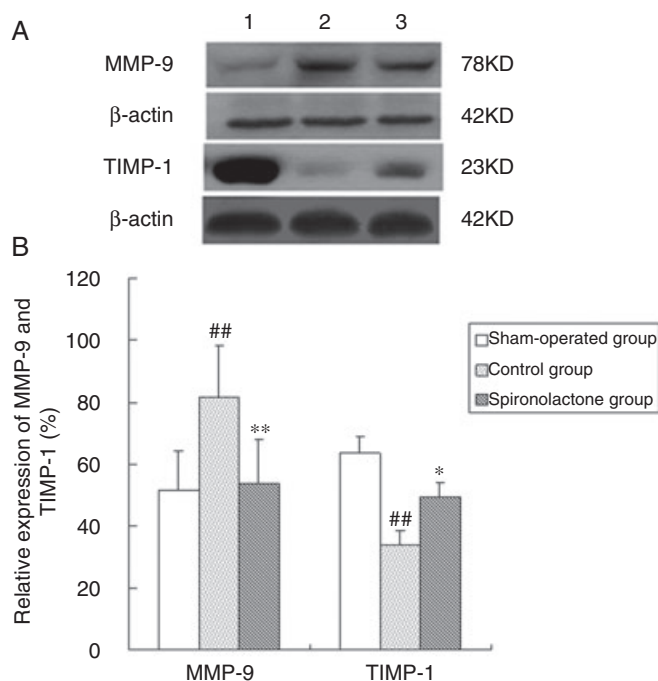 A
1 2 3
MMP-9 78KD
β-actin 42KD
TIMP-1 23KD
β-actin 42KD
B
Relative expression of MMP-9 and
TIMP-1 (%)
120
100
80
60
40
20
0
##
**
##
*
MMP-9 TIMP-1
Sham-operated group
Control group
Spironolactone group